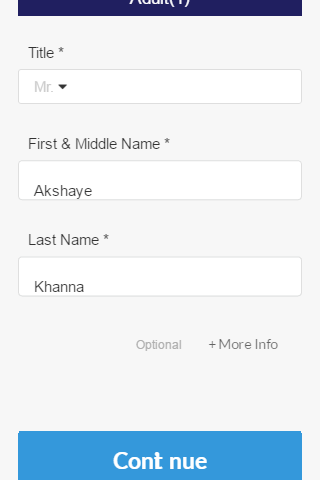 Adult(1)
Title *
Mr.
First & Middle Name *
Akshaye
Last Name *
Khanna
Optional + More Info
Cont nue